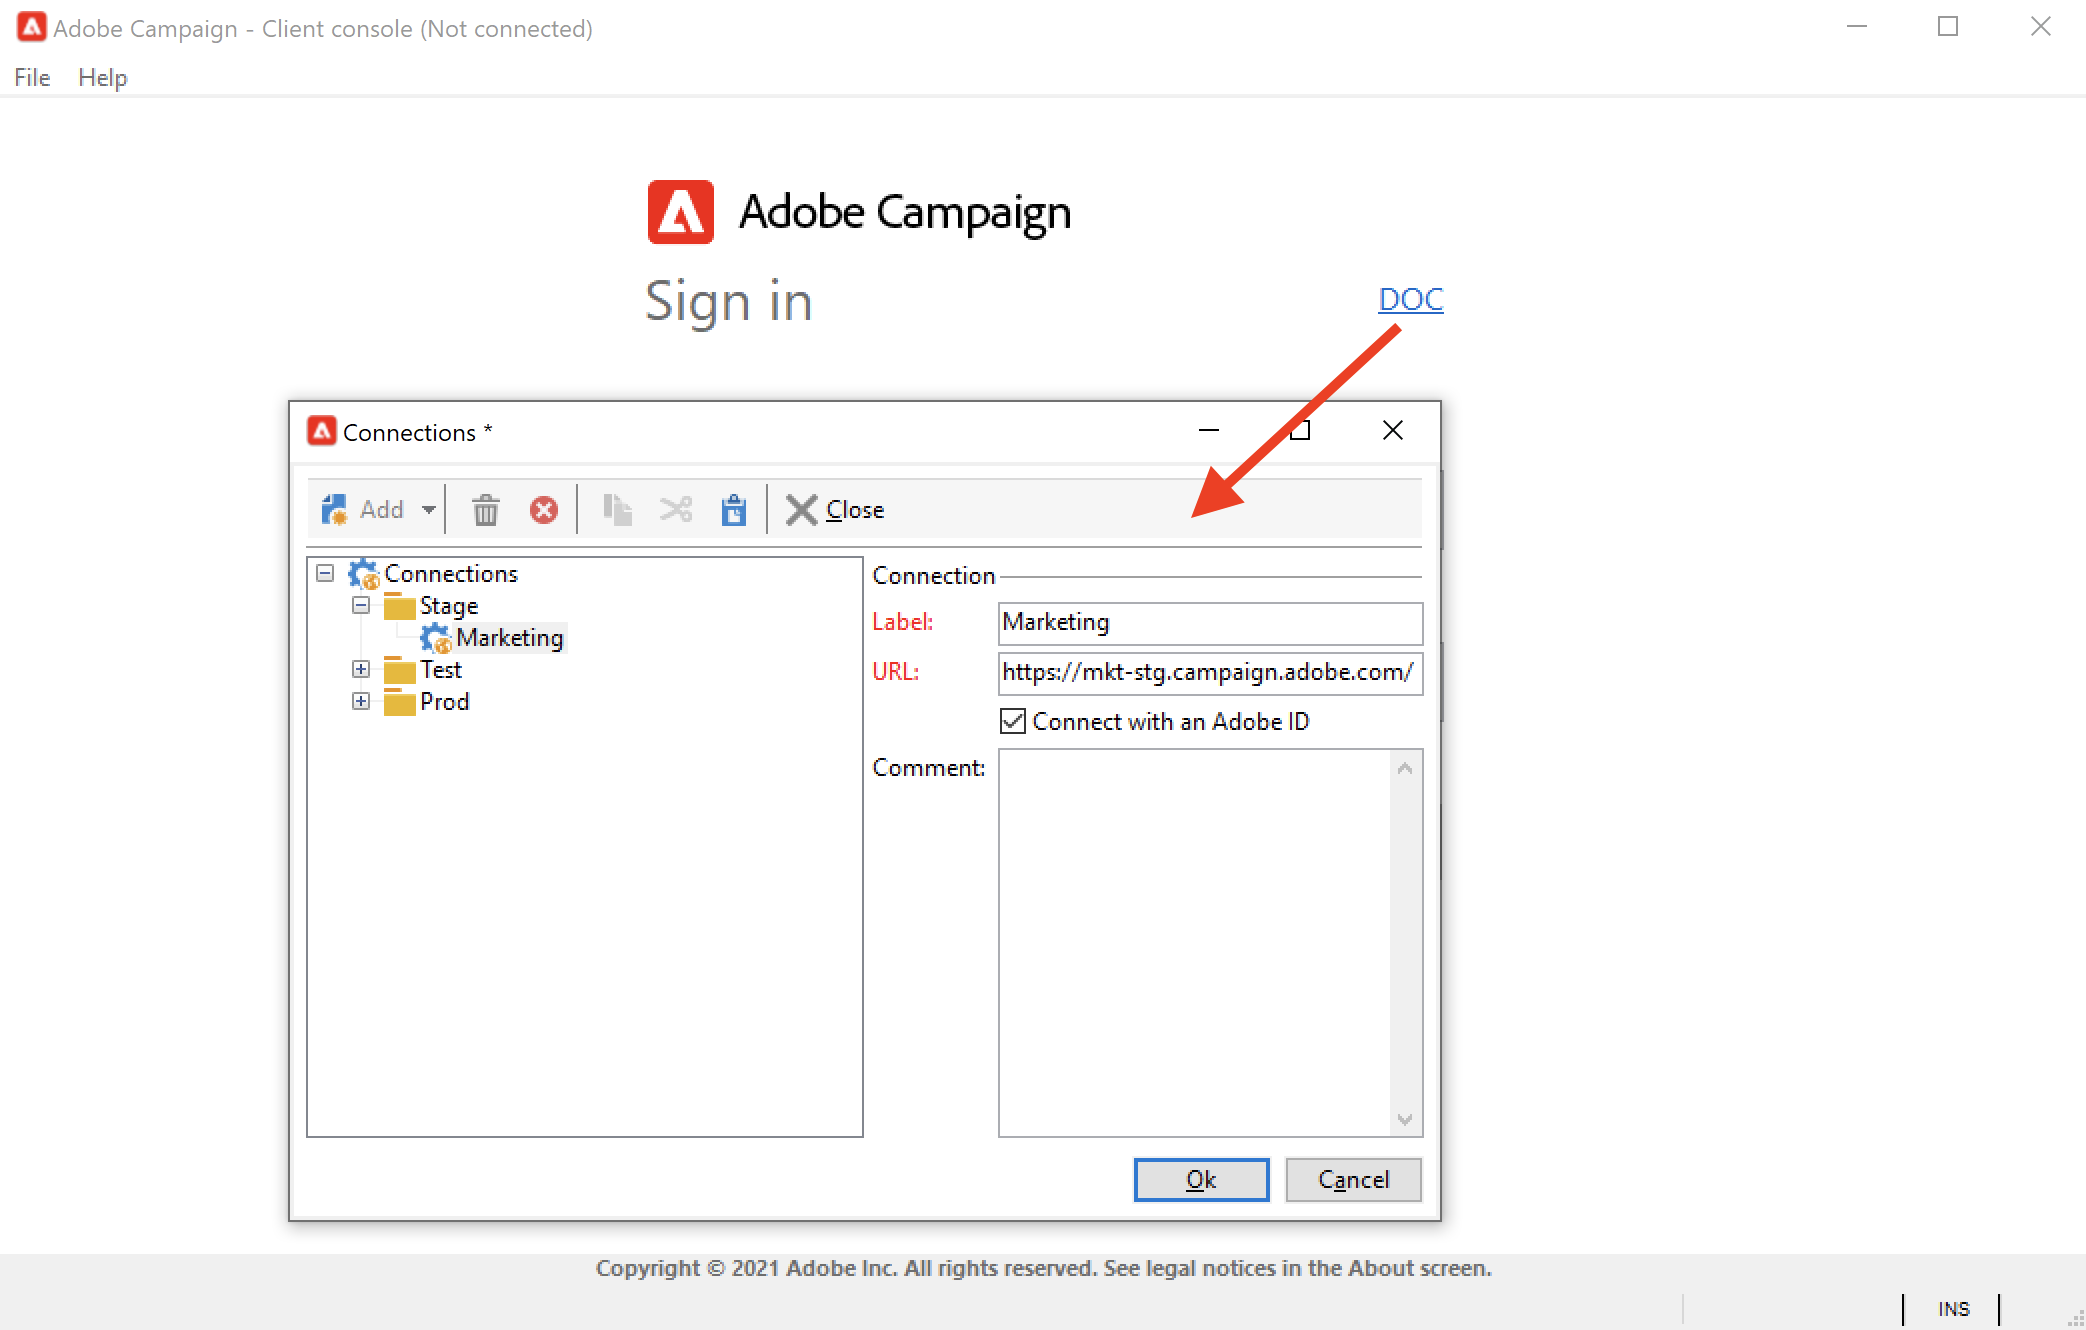 Adobe Campaign - Client console (Not connected)
File Help
Adobe Campaign
Sign in
DOC
Connections *
Add
Close
Connections
Stage
Marketing
Test
Prod
Connection
Label: Marketing
URL: https://mkt-stg.campaign.adobe.com/
Connect with an Adobe ID
Comment:
Ok Cancel
Copyright © 2021 Adobe Inc. All rights reserved. See legal notices in the About screen.
INS